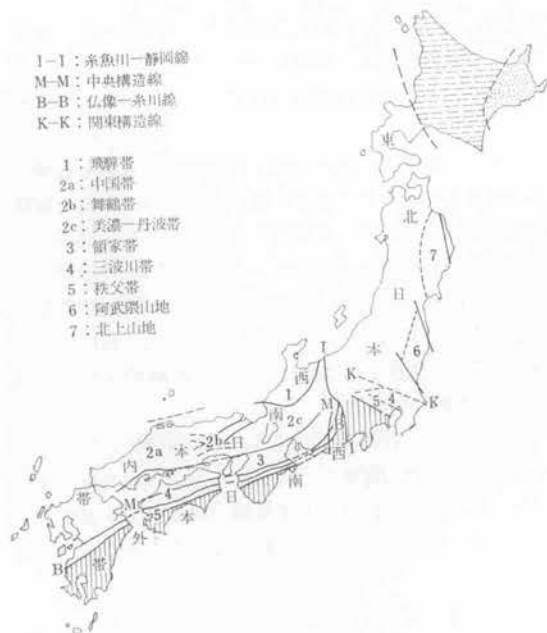 I-I：糸魚川─静岡線
M-M：中央構造線
B-B：仏像─糸川線
K-K：関東構造線
1：飛驒帯
2a：中国帯
2b：舞鶴帯
2c：美濃─丹波帯
3：領家帯
4：三波川帯
5：秩父帯
6：阿武隈山地
7：北上山地
東
北
日
本
7
6
I
西
南
日
本
内
帯
1
2c
2b
2a
K
K
5
4
M
3
3
西
I
南
日
本
外
帯
4
5
M
B